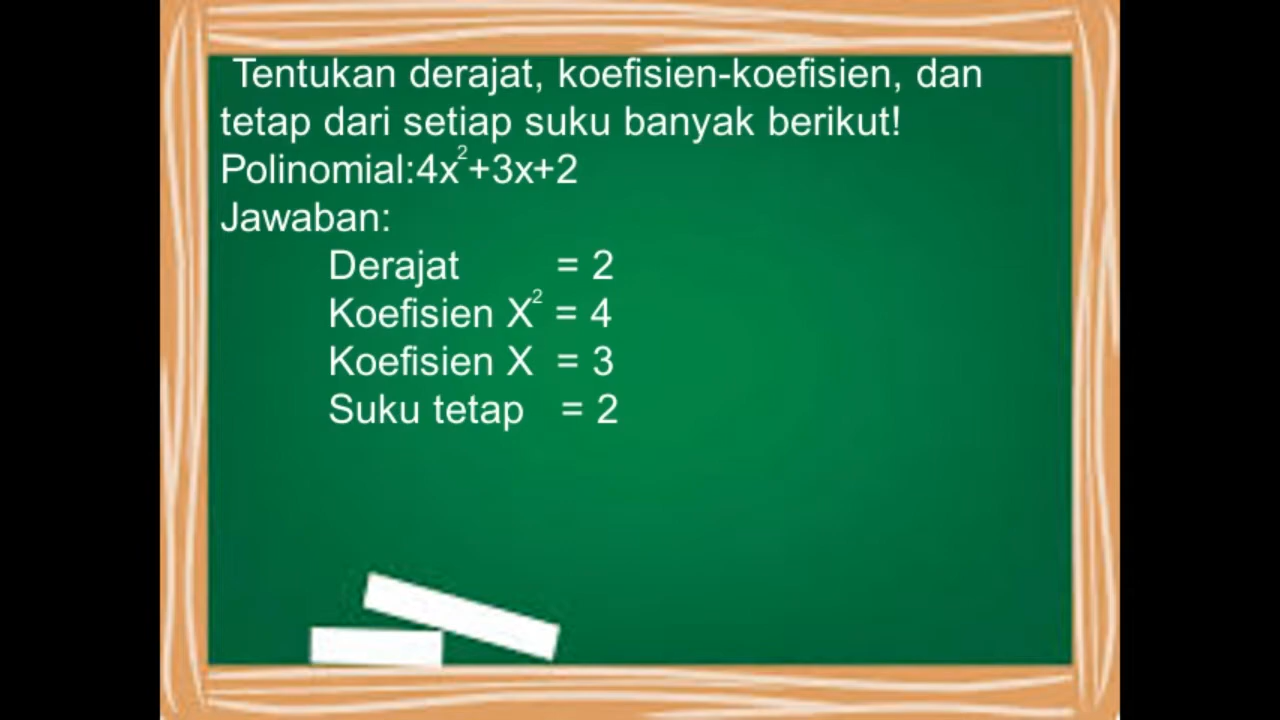 Tentukan derajat, koefisien-koefisien, dan
tetap dari setiap suku banyak berikut!
Polinomial:4x²+3x+2
Jawaban:
Derajat = 2
Koefisien X² = 4
Koefisien X = 3
Suku tetap = 2